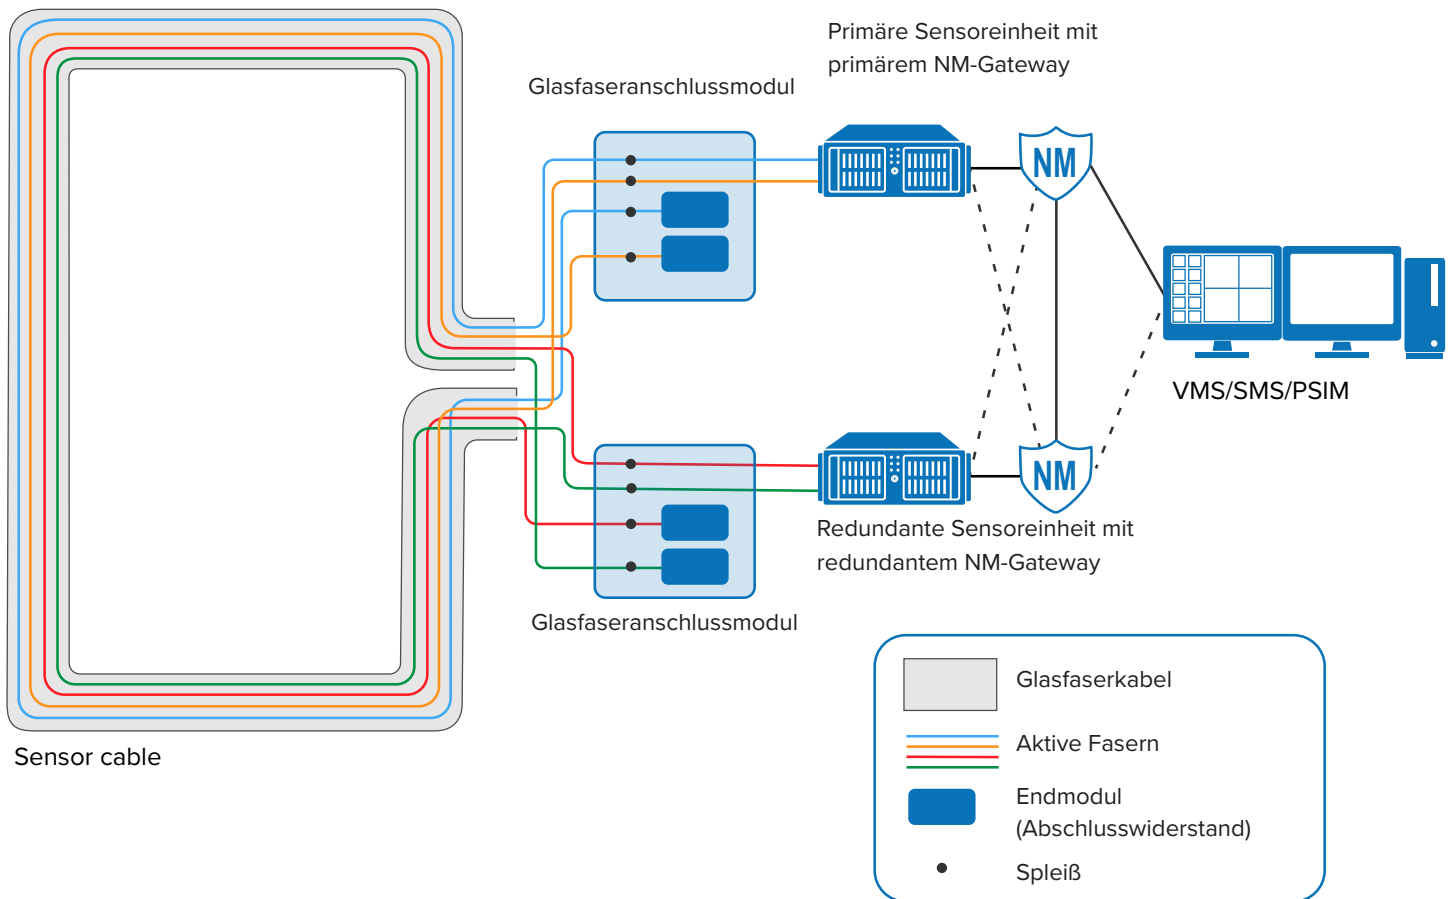 Primäre Sensoreinheit mit
primärem NM-Gateway
Glasfaseranschlussmodul
NM
VMS/SMS/PSIM
NM
Redundante Sensoreinheit mit
redundantem NM-Gateway
Glasfaseranschlussmodul
Sensor cable
Glasfaserkabel
Aktive Fasern
Endmodul
(Abschlusswiderstand)
Spleiß